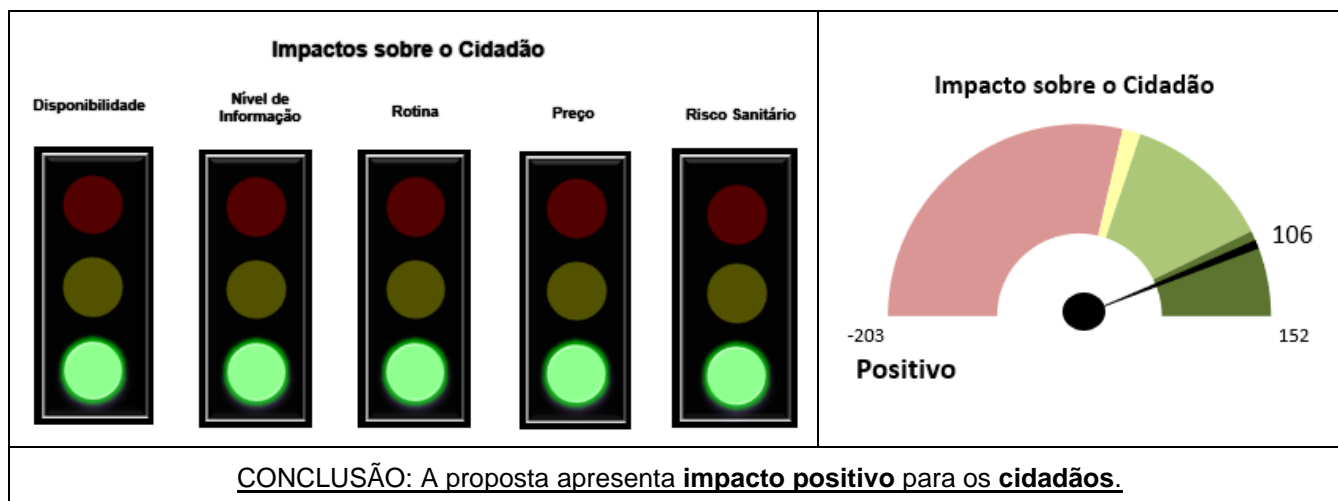 Impactos sobre o Cidadão
Disponibilidade
Nível de
Informação
Rotina
Preço
Risco Sanitário
Impacto sobre o Cidadão
106
-203
152
Positivo
CONCLUSÃO: A proposta apresenta impacto positivo para os cidadãos.